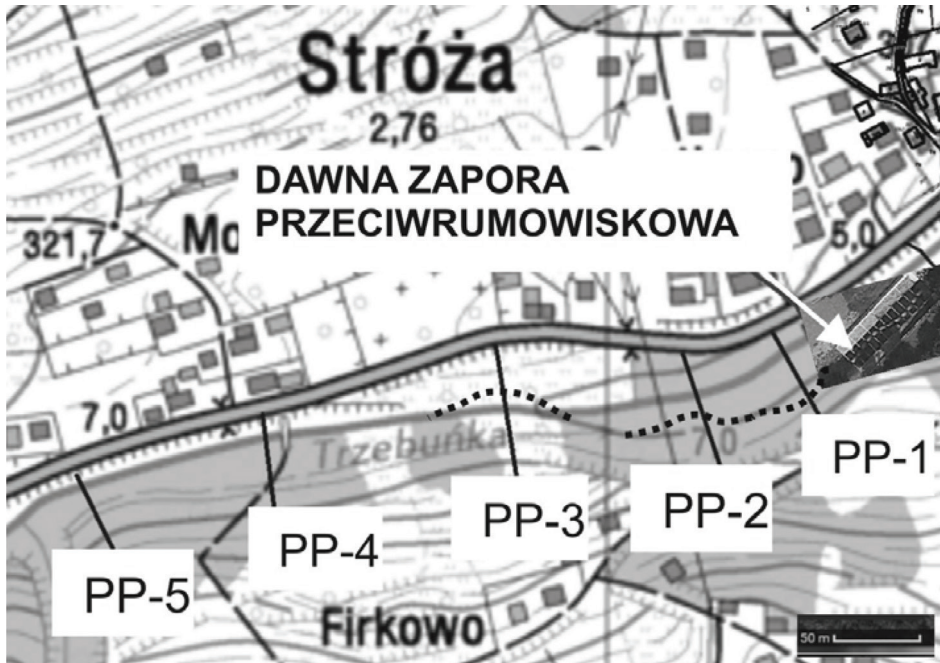 Stróża
2,76
DAWNA ZAPORA
PRZECIWRUMOWISKOWA
321,7
Mo
5,0
7,0
Trzebuńka
7,0
PP-1
PP-2
PP-3
PP-4
PP-5
Firkowo
50 m